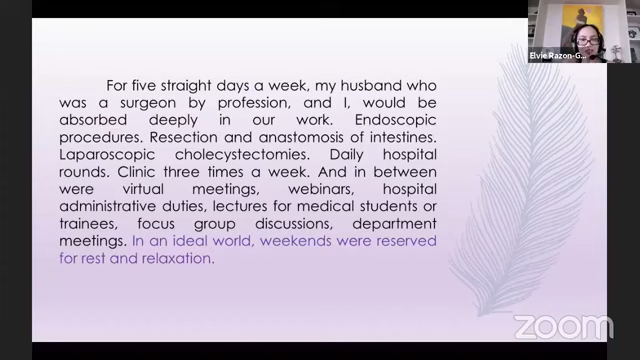 Elvie Razon-G...
For five straight days a week, my husband who
was a surgeon by profession, and I, would be
absorbed deeply in our work. Endoscopic
procedures. Resection and anastomosis of intestines.
Laparoscopic cholecystectomies. Daily hospital
rounds. Clinic three times a week. And in between
were virtual meetings, webinars, hospital
administrative duties, lectures for medical students or
trainees, focus group discussions, department
meetings. In an ideal world, weekends were reserved
for rest and relaxation.
zoom